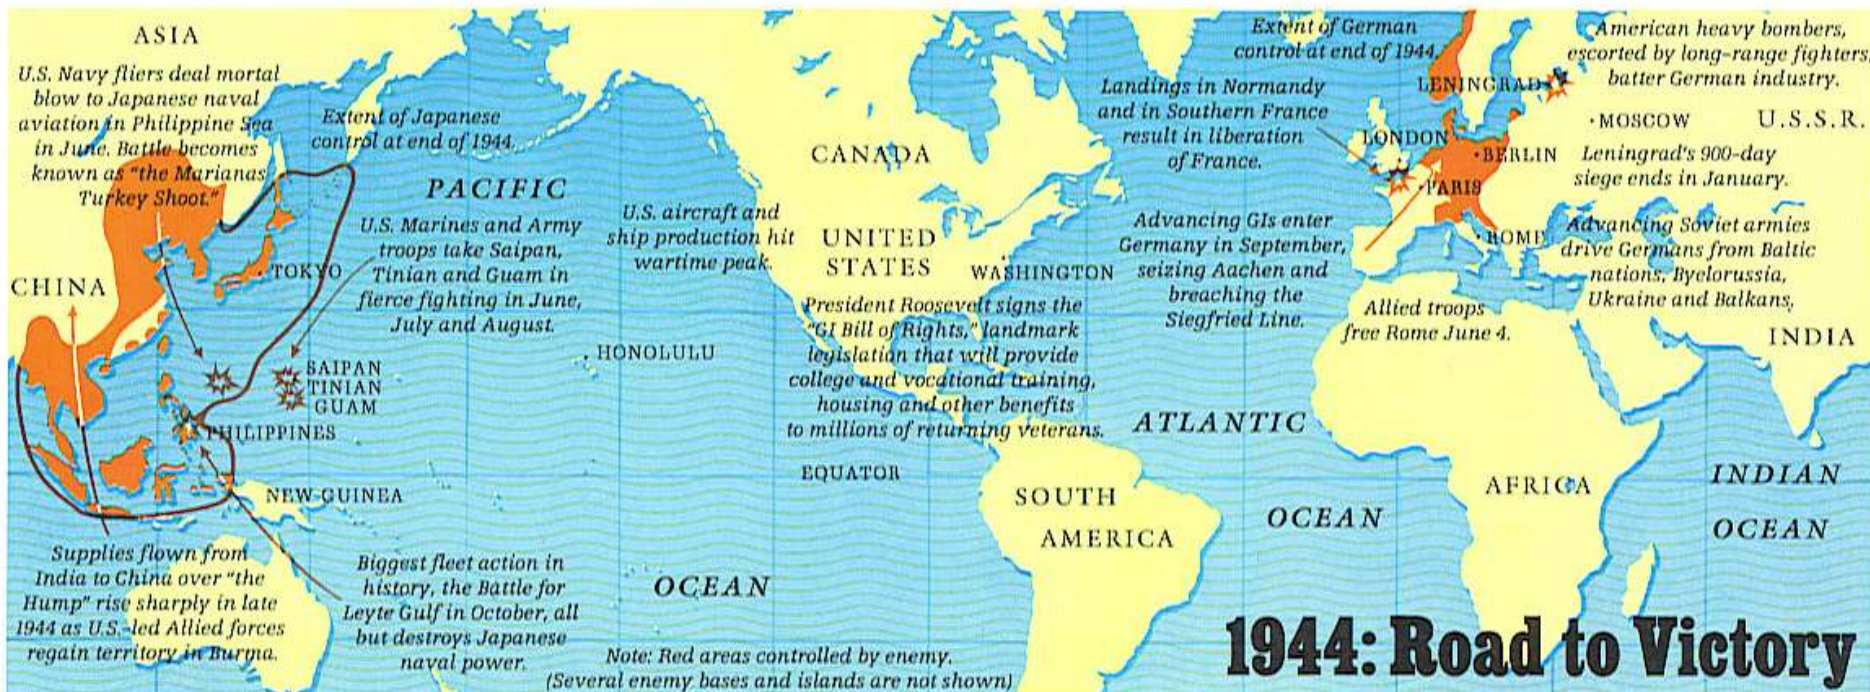 ASIA
U.S. Navy fliers deal mortal
blow to Japanese naval
aviation in Philippine Sea
in June. Battle becomes
known as "the Marianas
Turkey Shoot."
Extent of Japanese
control at end of 1944.
PACIFIC
U.S. Marines and Army
troops take Saipan,
Tinian and Guam in
fierce fighting in June,
July and August.
CHINA
TOKYO
SAIPAN
TINIAN
GUAM
PHILIPPINES
NEW GUINEA
Supplies flown from
India to China over "the
Hump" rise sharply in late
1944 as U.S.-led Allied forces
regain territory in Burma.
Biggest fleet action in
history, the Battle for
Leyte Gulf in October, all
but destroys Japanese
naval power.
HONOLULU
OCEAN
Note: Red areas controlled by enemy.
(Several enemy bases and islands are not shown)
U.S. aircraft and
ship production hit
wartime peak.
CANADA
UNITED
STATES
WASHINGTON
President Roosevelt signs the
"GI Bill of Rights," landmark
legislation that will provide
college and vocational training,
housing and other benefits
to millions of returning veterans.
EQUATOR
SOUTH
AMERICA
ATLANTIC
OCEAN
Extent of German
control at end of 1944.
Landings in Normandy
and in Southern France
result in liberation
of France.
Advancing GIs enter
Germany in September,
seizing Aachen and
breaching the
Siegfried Line.
American heavy bombers,
escorted by long-range fighters,
batter German industry.
LENINGRAD
MOSCOW
U.S.S.R.
LONDON
BERLIN
PARIS
Leningrad's 900-day
siege ends in January.
ROME
Advancing Soviet armies
drive Germans from Baltic
nations, Byelorussia,
Ukraine and Balkans.
Allied troops
free Rome June 4.
INDIA
AFRICA
INDIAN
OCEAN
1944: Road to Victory